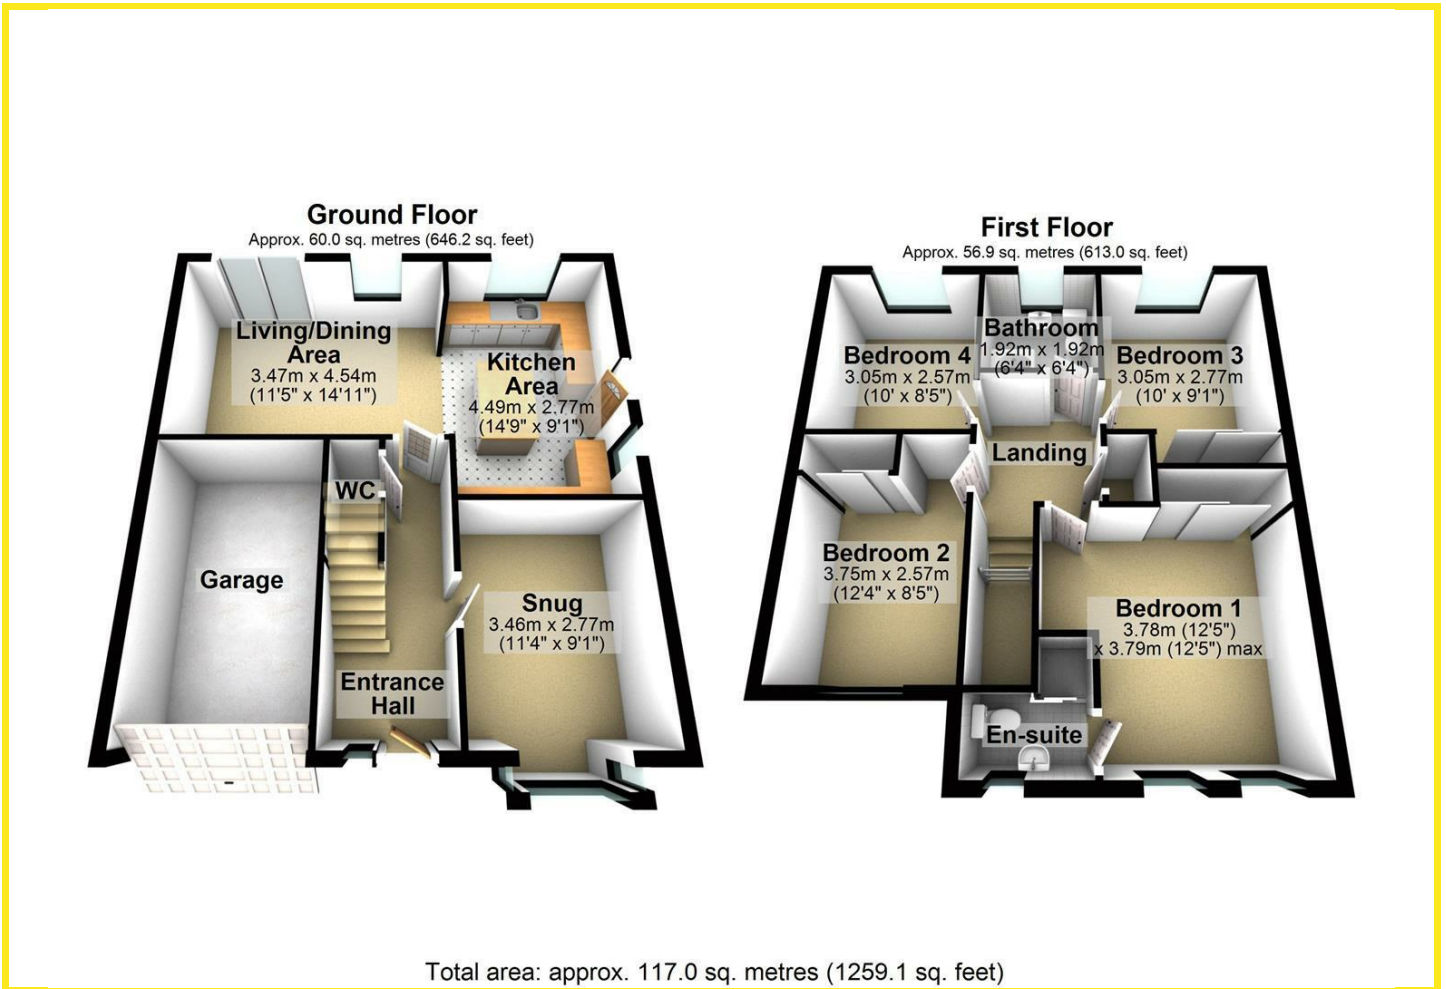 Ground Floor
Approx. 60.0 sq. metres (646.2 sq. feet)
Living/Dining
Area
3.47m x 4.54m
(11'5" x 14'11")
Kitchen
Area
4.49m x 2.77m
(14'9" x 9'1")
WC
Garage
Snug
3.46m x 2.77m
(11'4" x 9'1")
Entrance
Hall
First Floor
Approx. 56.9 sq. metres (613.0 sq. feet)
Bathroom
1.92m x 1.92m
(6'4" x 6'4")
Bedroom 4
3.05m x 2.57m
(10' x 8'5")
Bedroom 3
3.05m x 2.77m
(10' x 9'1")
Landing
Bedroom 2
3.75m x 2.57m
(12'4" x 8'5")
Bedroom 1
3.78m (12'5")
x 3.79m (12'5") max
En-suite
Total area: approx. 117.0 sq. metres (1259.1 sq. feet)